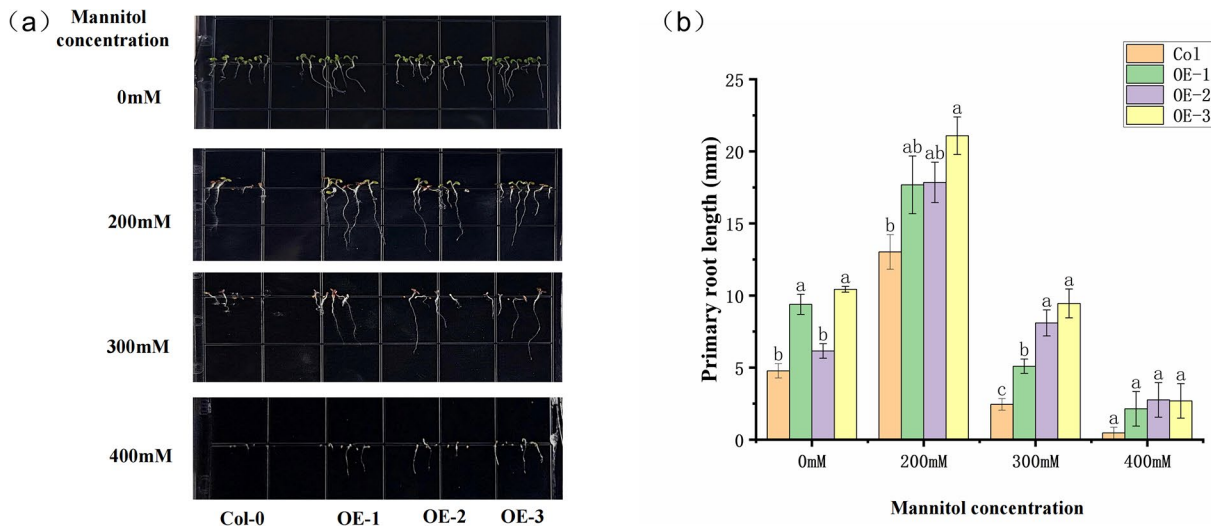 (a)
Mannitol
concentration
0mM
200mM
300mM
400mM
Col-0 OE-1 OE-2 OE-3
(b)
Col
OE-1
OE-2
OE-3
Primary root length (mm)
25
20
15
10
5
0
b a b a
b ab ab a
c b a a
a a a a
0mM 200mM 300mM 400mM
Mannitol concentration